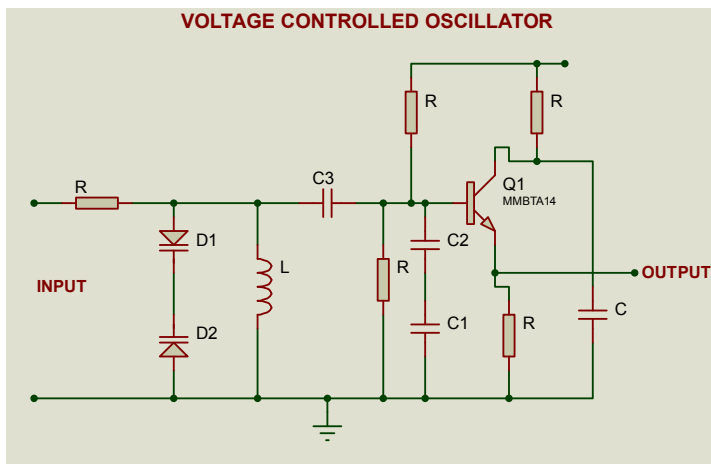 VOLTAGE CONTROLLED OSCILLATOR
R
R
C3
Q1
MMBTA14
R
D1
C2
L
R
OUTPUT
INPUT
D2
C1
R
C